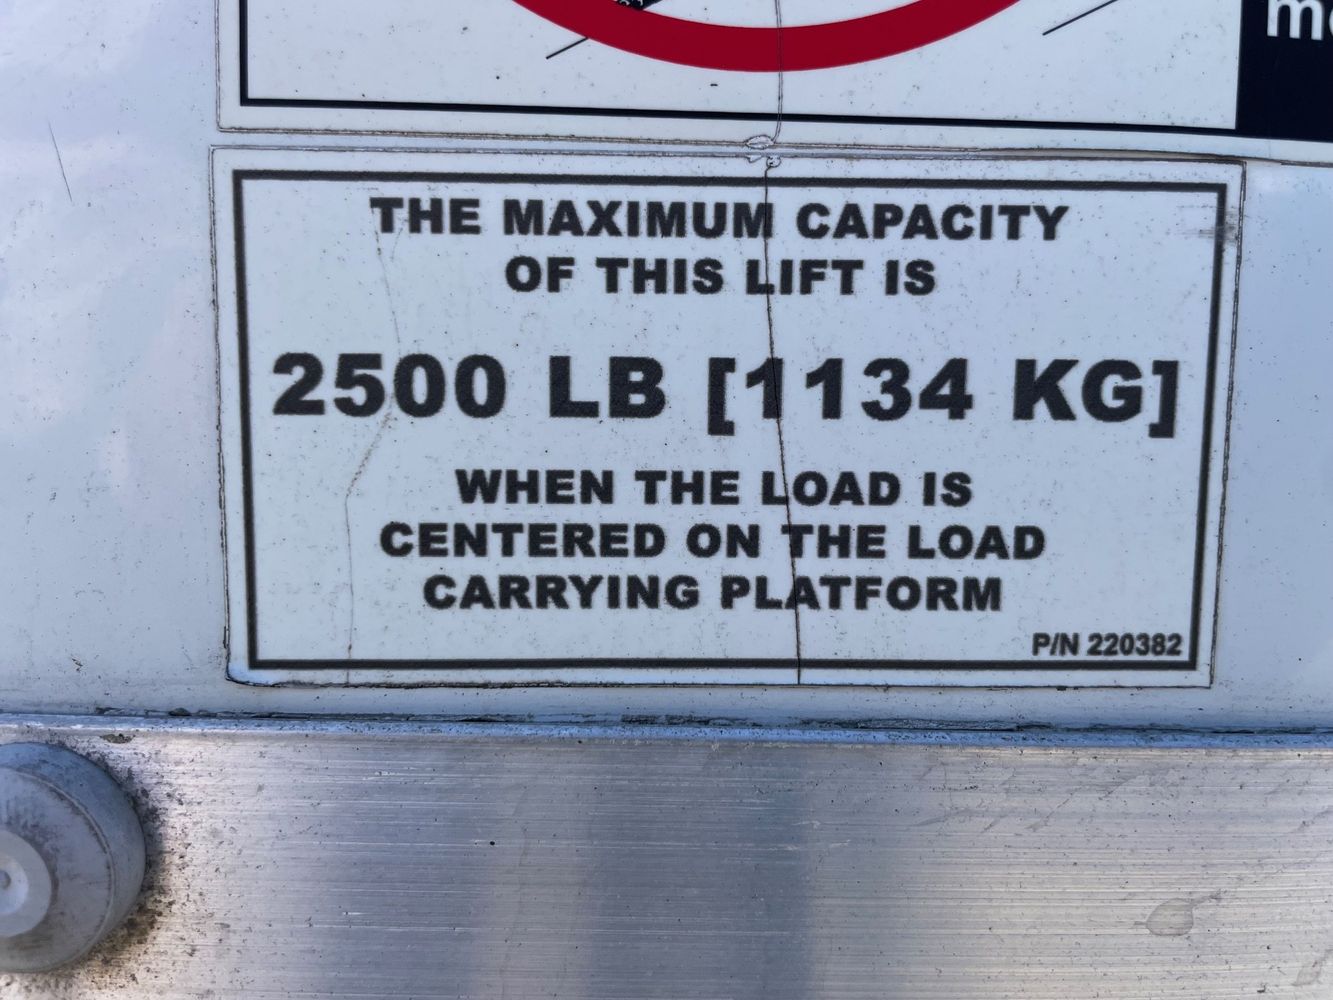 THE MAXIMUM CAPACITY
OF THIS LIFT IS
2500 LB [1134 KG]
WHEN THE LOAD IS
CENTERED ON THE LOAD
CARRYING PLATFORM
P/N 220382